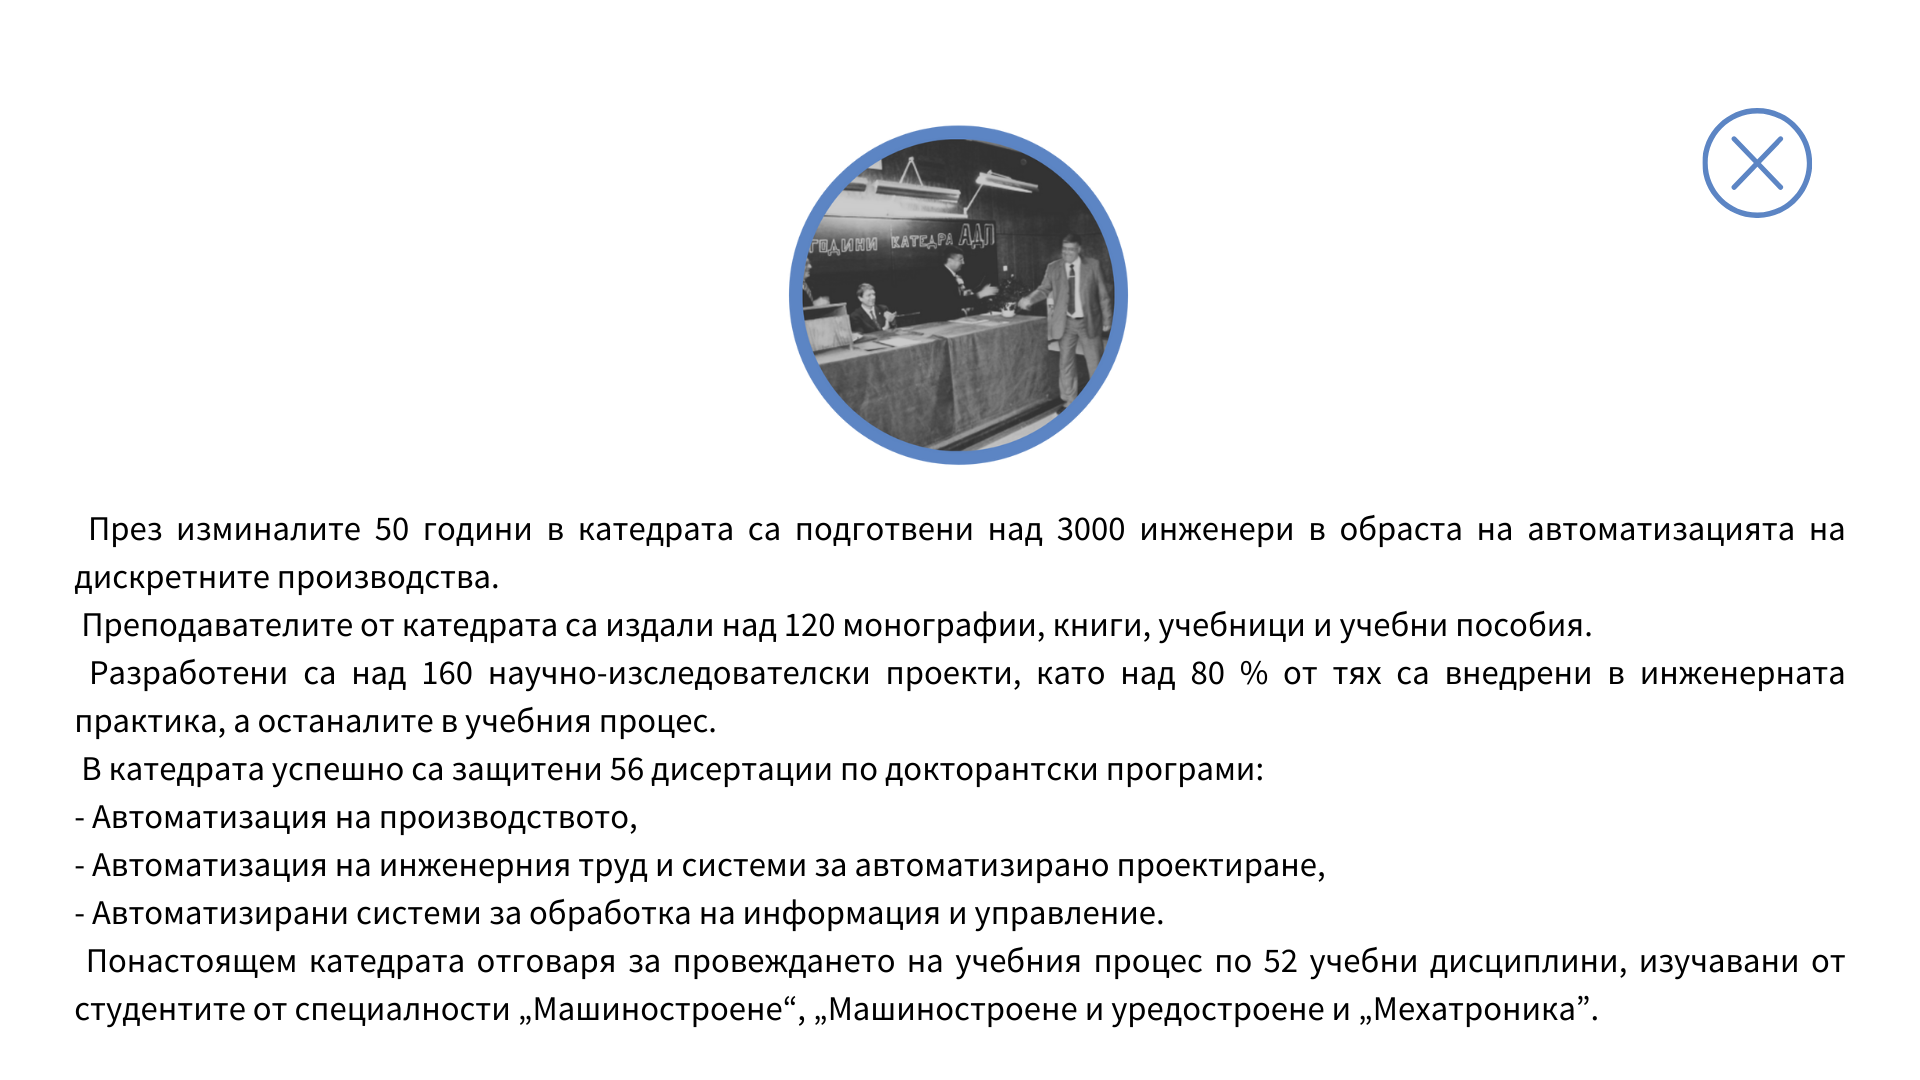 ГОДИНИ КАТЕДРА АДП
През изминалите 50 години в катедрата са подготвени над 3000 инженери в обраста на автоматизацията на
дискретните производства.
Преподавателите от катедрата са издали над 120 монографии, книги, учебници и учебни пособия.
Разработени са над 160 научно-изследователски проекти, като над 80 % от тях са внедрени в инженерната
практика, а останалите в учебния процес.
В катедрата успешно са защитени 56 дисертации по докторантски програми:
- Автоматизация на производството,
- Автоматизация на инженерния труд и системи за автоматизирано проектиране,
- Автоматизирани системи за обработка на информация и управление.
Понастоящем катедрата отговаря за провеждането на учебния процес по 52 учебни дисциплини, изучавани от
студентите от специалности „Машиностроене“, „Машиностроене и уредостроене и „Мехатроника”.